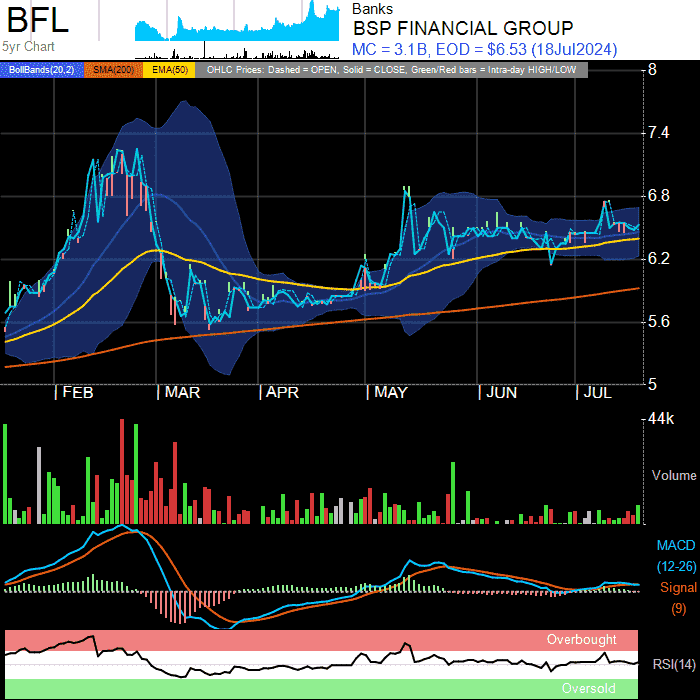 BFL
5yr Chart
Banks
BSP FINANCIAL GROUP
MC = 3.1B, EOD = $6.53 (18Jul2024)
BollBands(20,2) SMA(200) EMA(50) OHLC Prices: Dashed = OPEN, Solid = CLOSE, Green/Red bars = Intra-day HIGH/LOW
8
7.4
6.8
6.2
5.6
5
| FEB | MAR | APR | MAY | JUN | JUL
44k
Volume
MACD
(12-26)
Signal
(9)
Overbought
RSI(14)
Oversold